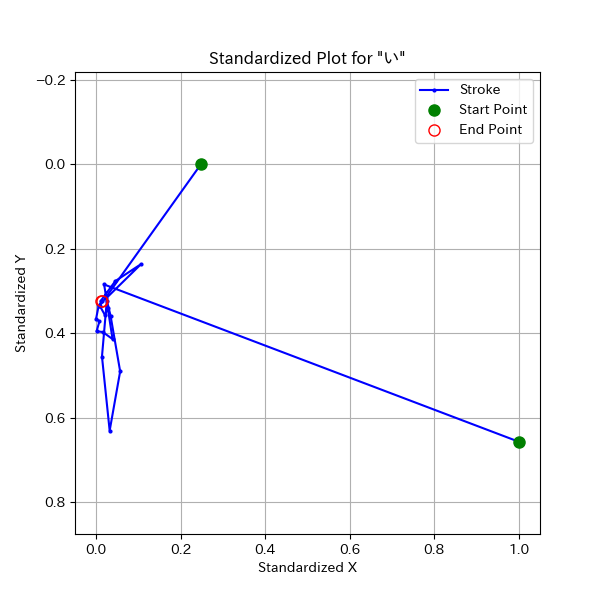 Standardized Plot for "い"
Stroke
Start Point
End Point
−0.2
0.0
0.2
0.4
0.6
0.8
Standardized Y
0.0 0.2 0.4 0.6 0.8 1.0
Standardized X